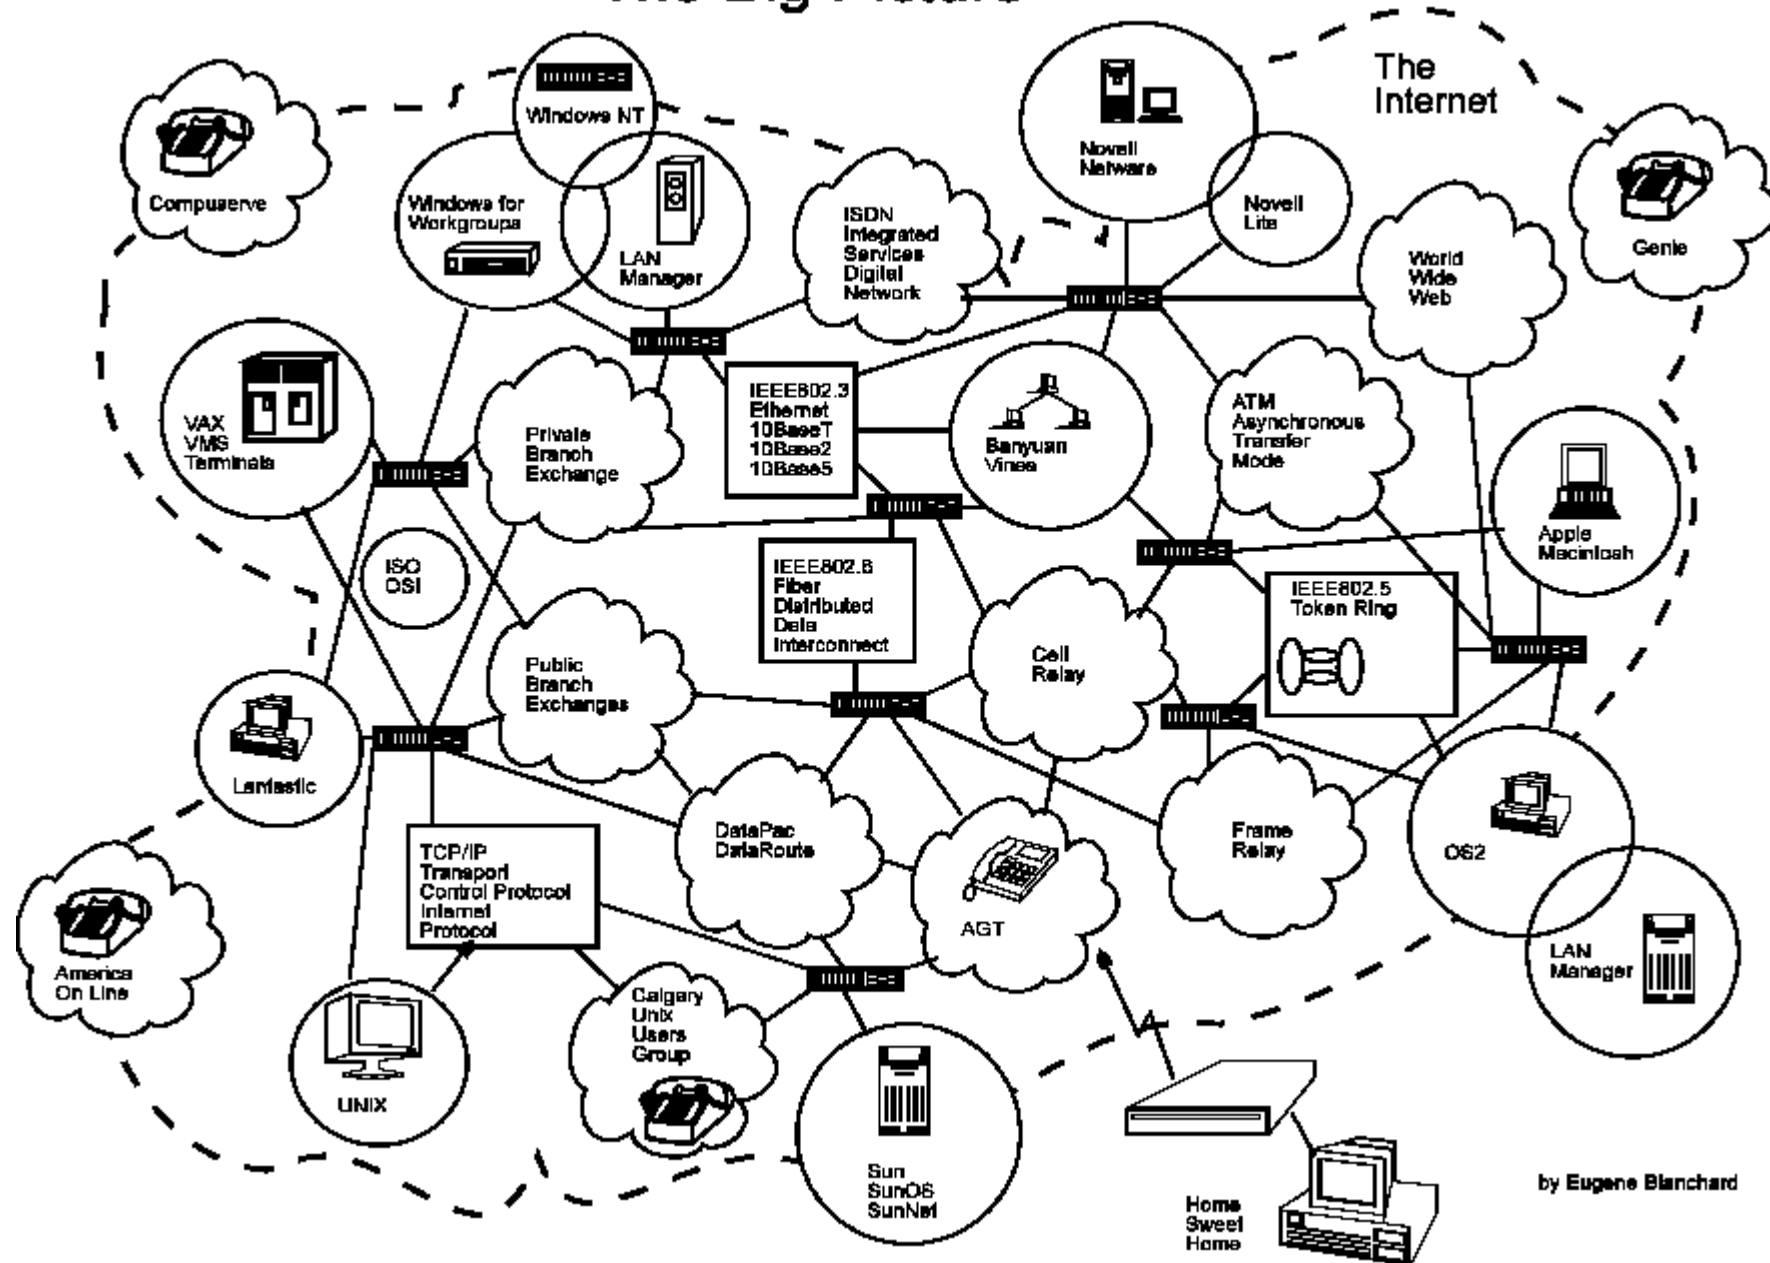 The Big Picture
The
Internet
Windows NT
Novell
Netware
Compuserve
Windows for
Workgroups
LAN
Manager
ISDN
Integrated
Services
Digital
Network
Novell
Lite
World
Wide
Web
Genie
VAX
VMS
Terminals
Private
Branch
Exchange
IEEE802.3
Ethernet
10BaseT
10Base2
10Base5
Banyuan
Vines
ATM
Asynchronous
Transfer
Mode
Apple
Macintosh
ISO
OSI
IEEE802.6
Fiber
Distributed
Data
Interconnect
IEEE802.5
Token Ring
Public
Branch
Exchanges
Cell
Relay
Lantastic
TCP/IP
Transport
Control Protocol
Internet
Protocol
DataPac
DataRoute
AGT
Frame
Relay
OS2
LAN
Manager
America
On Line
UNIX
Calgary
Unix
Users
Group
Sun
SunOS
SunNet
Home
Sweet
Home
by Eugene Blanchard